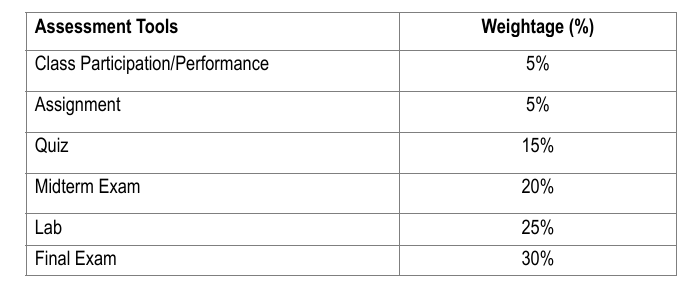 Assessment Tools Weightage (%)
Class Participation/Performance 5%
Assignment 5%
Quiz 15%
Midterm Exam 20%
Lab 25%
Final Exam 30%